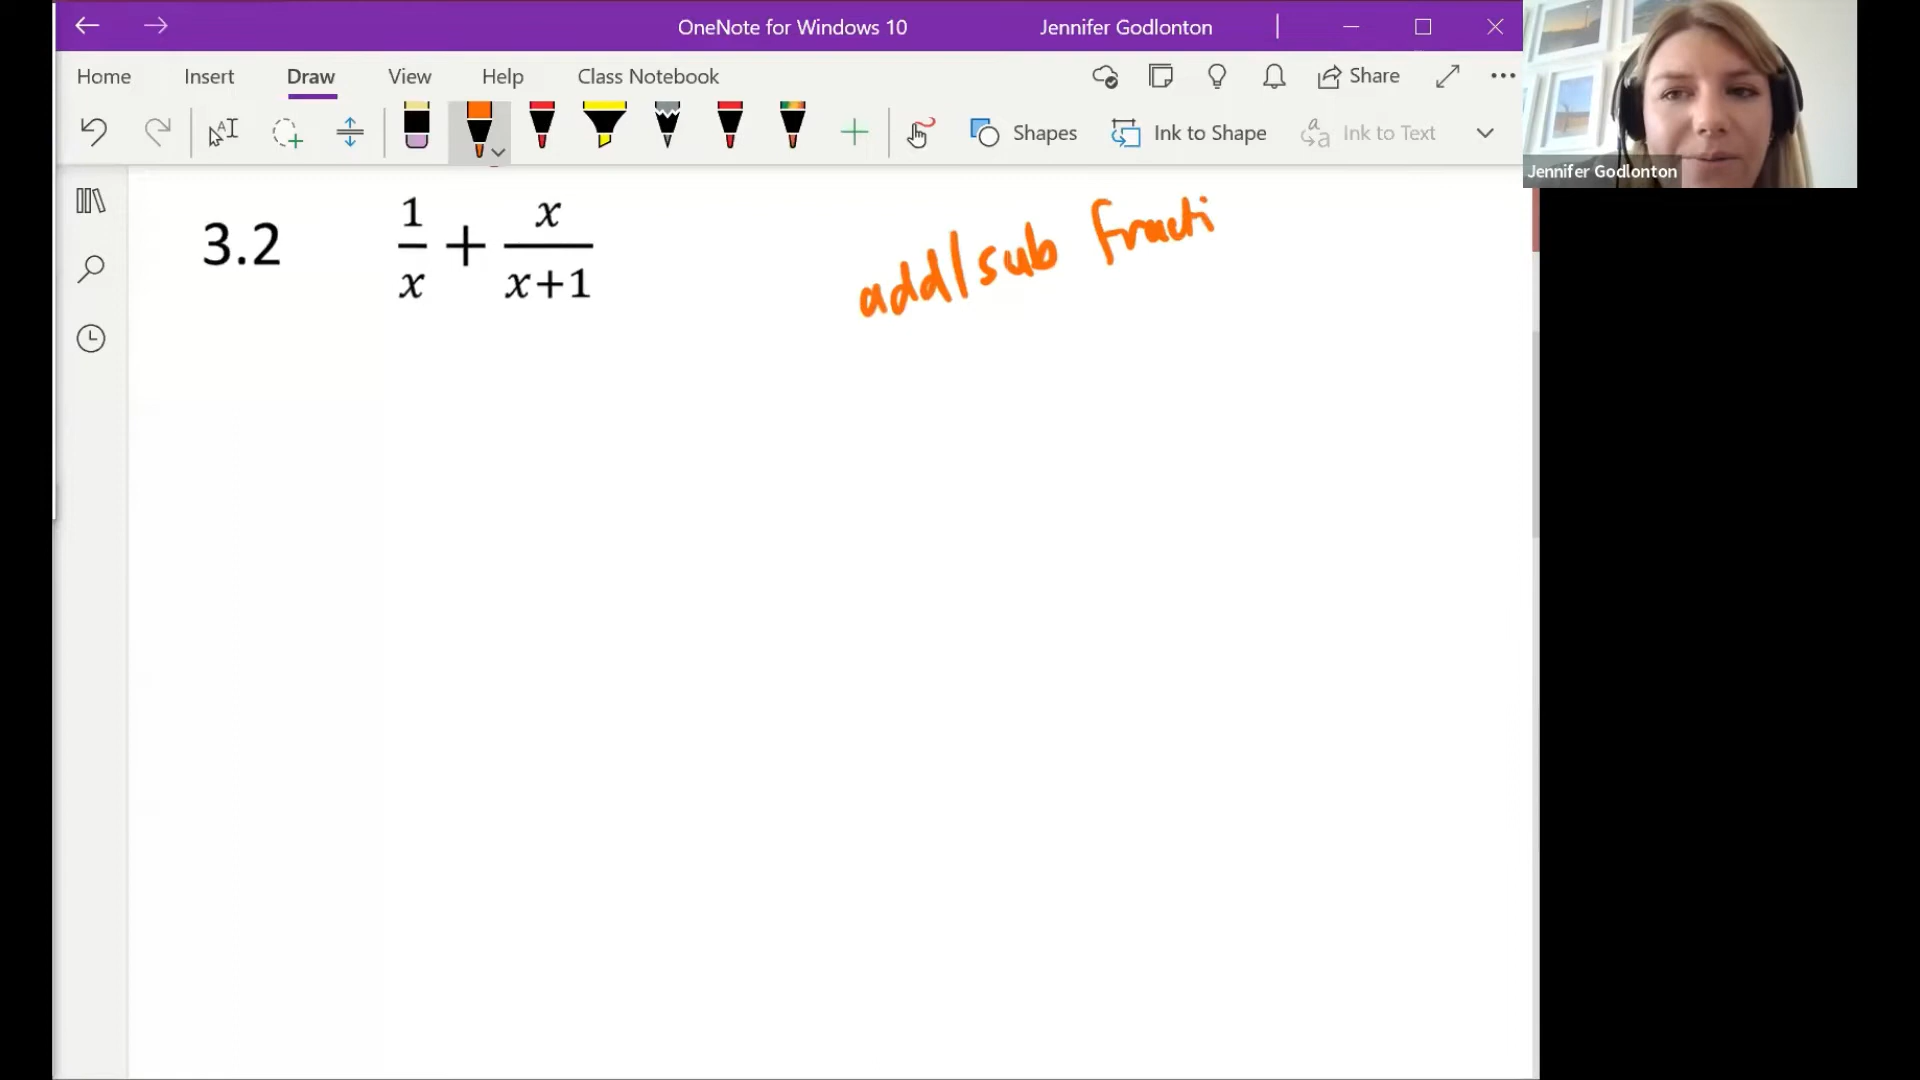 OneNote for Windows 10
Jennifer Godlonton
Home Insert Draw View Help Class Notebook
Share
Shapes Ink to Shape Ink to Text
Jennifer Godlonton
3.2 1/x + x/(x+1)
add/sub fracti